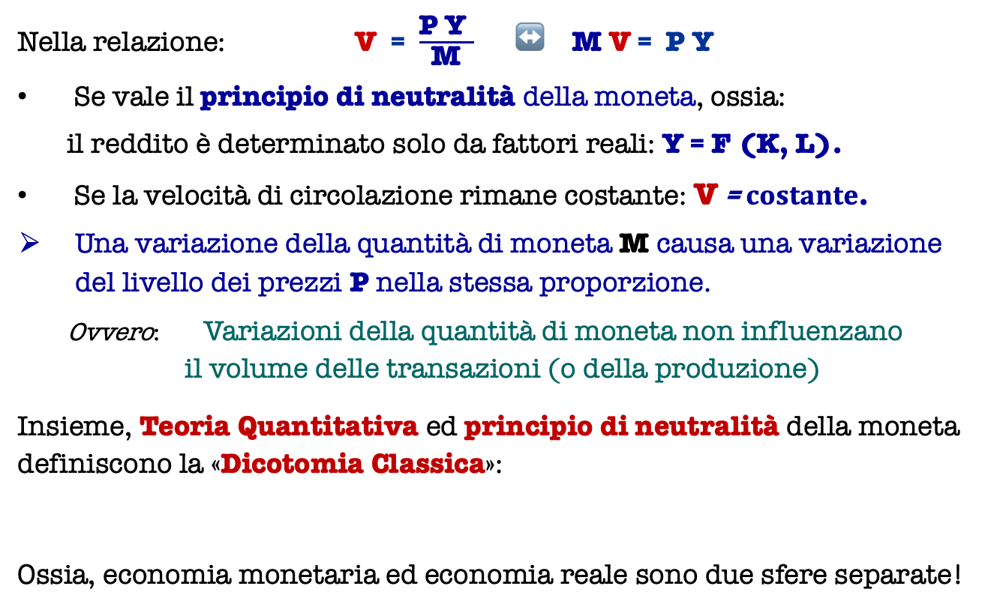 Nella relazione: V = P Y / M ↔ M V = P Y
• Se vale il principio di neutralità della moneta, ossia:
il reddito è determinato solo da fattori reali: Y = F (K, L).
• Se la velocità di circolazione rimane costante: V = costante.
➢ Una variazione della quantità di moneta M causa una variazione
del livello dei prezzi P nella stessa proporzione.
Ovvero: Variazioni della quantità di moneta non influenzano
il volume delle transazioni (o della produzione)
Insieme, Teoria Quantitativa ed principio di neutralità della moneta
definiscono la «Dicotomia Classica»:
Ossia, economia monetaria ed economia reale sono due sfere separate!